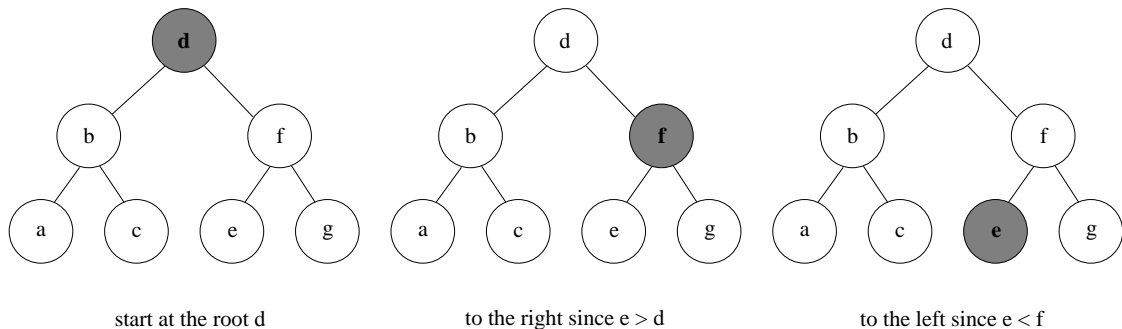 d
b f
a c e g
start at the root d
d
b f
a c e g
to the right since e > d
d
b f
a c e g
to the left since e < f